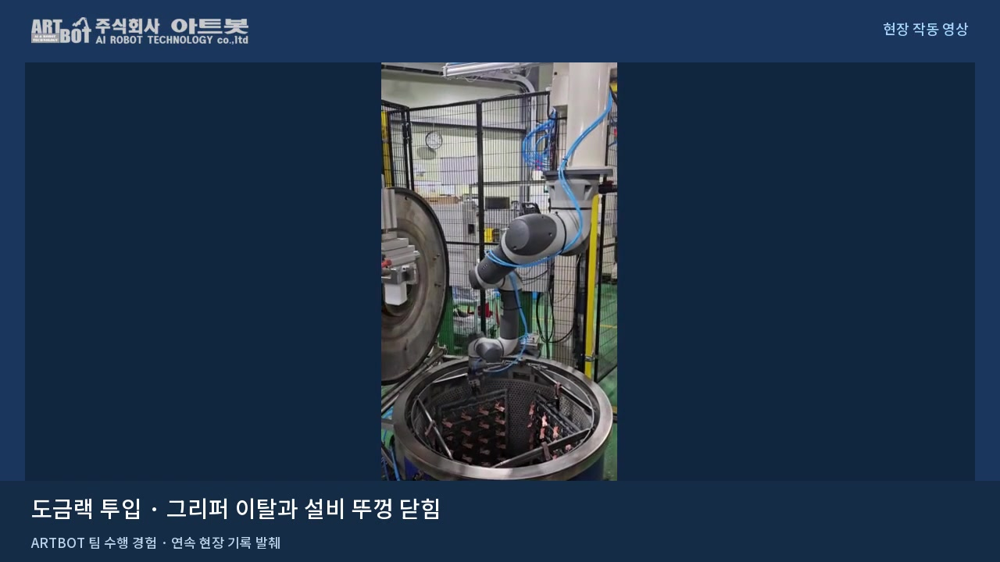 ART BOT 주식회사 아트봇
AI ROBOT TECHNOLOGY co.,ltd
현장 작동 영상
도금랙 투입 · 그리퍼 이탈과 설비 뚜껑 닫힘
ARTBOT 팀 수행 경험 · 연속 현장 기록 발췌